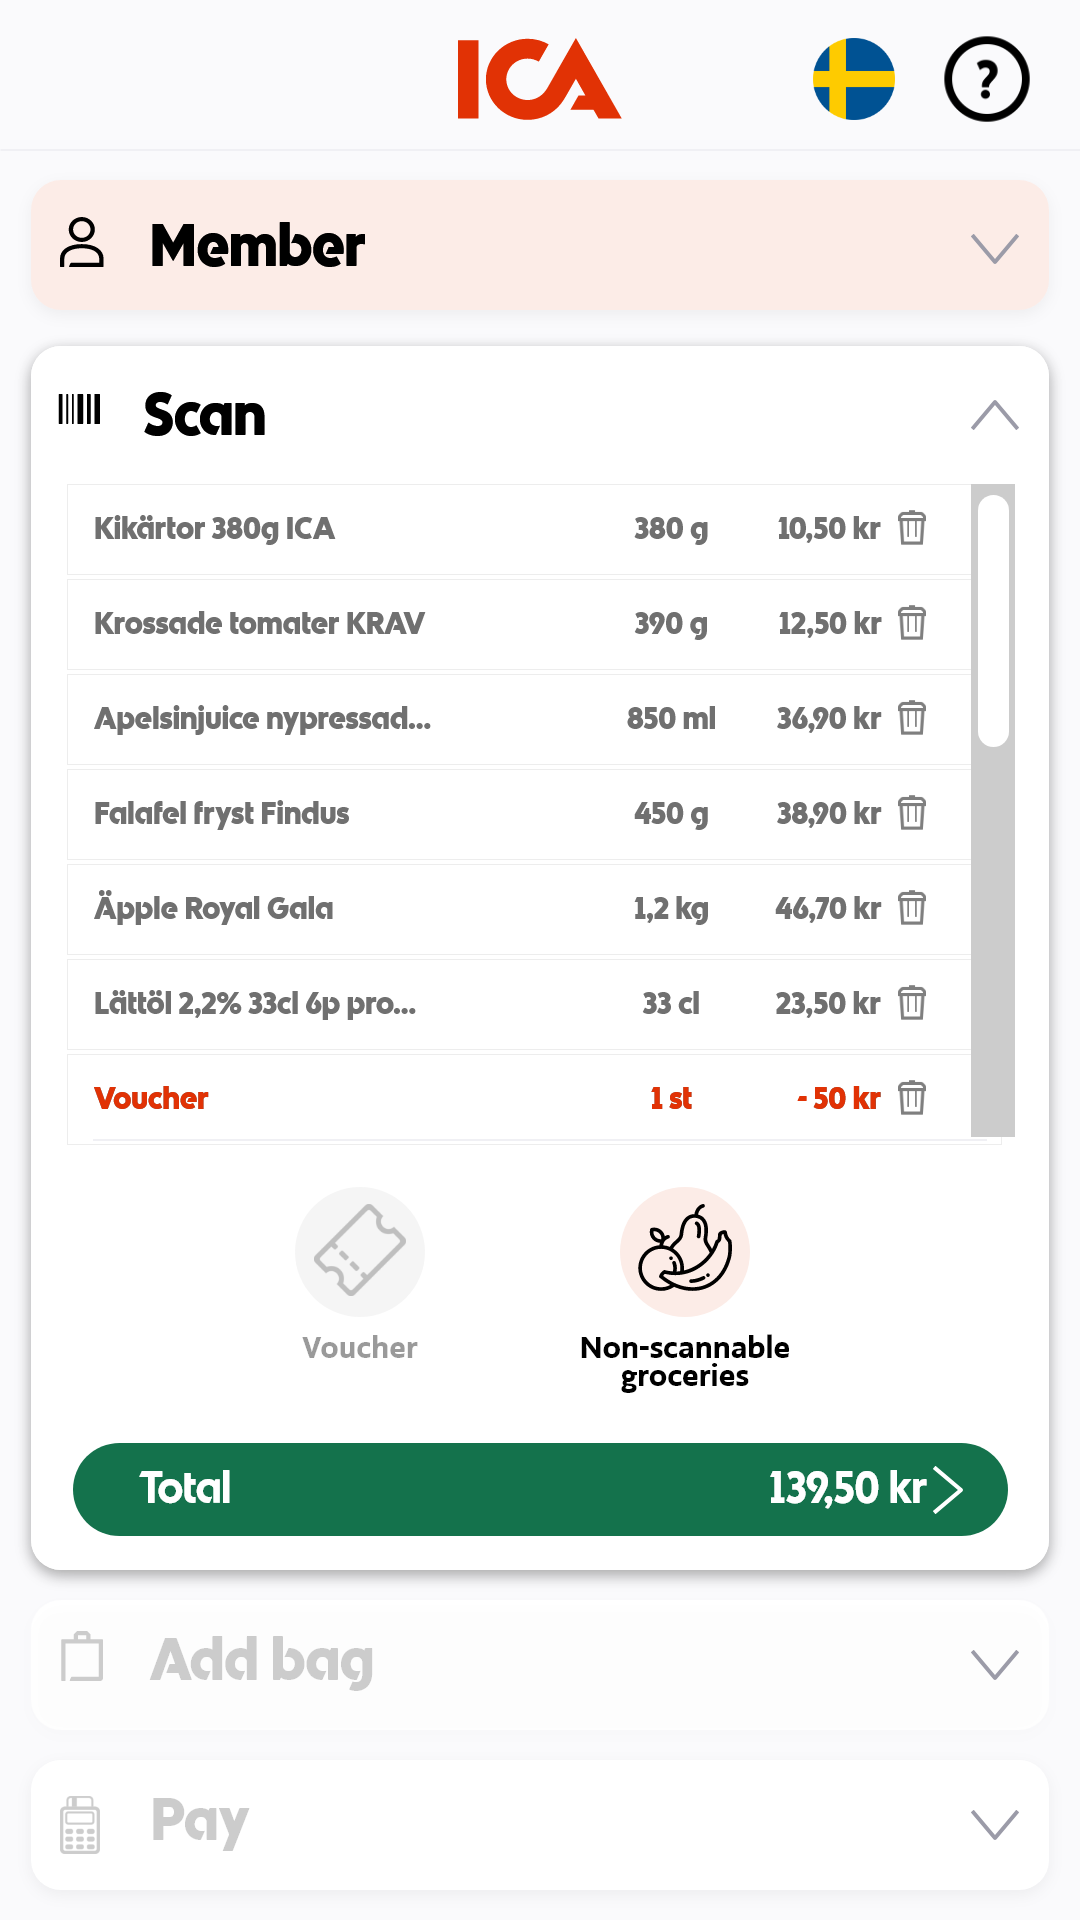 ICA
?
Member
Scan
Kikärtor 380g ICA 380 g 10,50 kr
Krossade tomater KRAV 390 g 12,50 kr
Apelsinjuice nypressad... 850 ml 36,90 kr
Falafel fryst Findus 450 g 38,90 kr
Äpple Royal Gala 1,2 kg 46,70 kr
Lättöl 2,2% 33cl 6p pro... 33 cl 23,50 kr
Voucher 1 st - 50 kr
Voucher
Non-scannable
groceries
Total 139,50 kr
Add bag
Pay